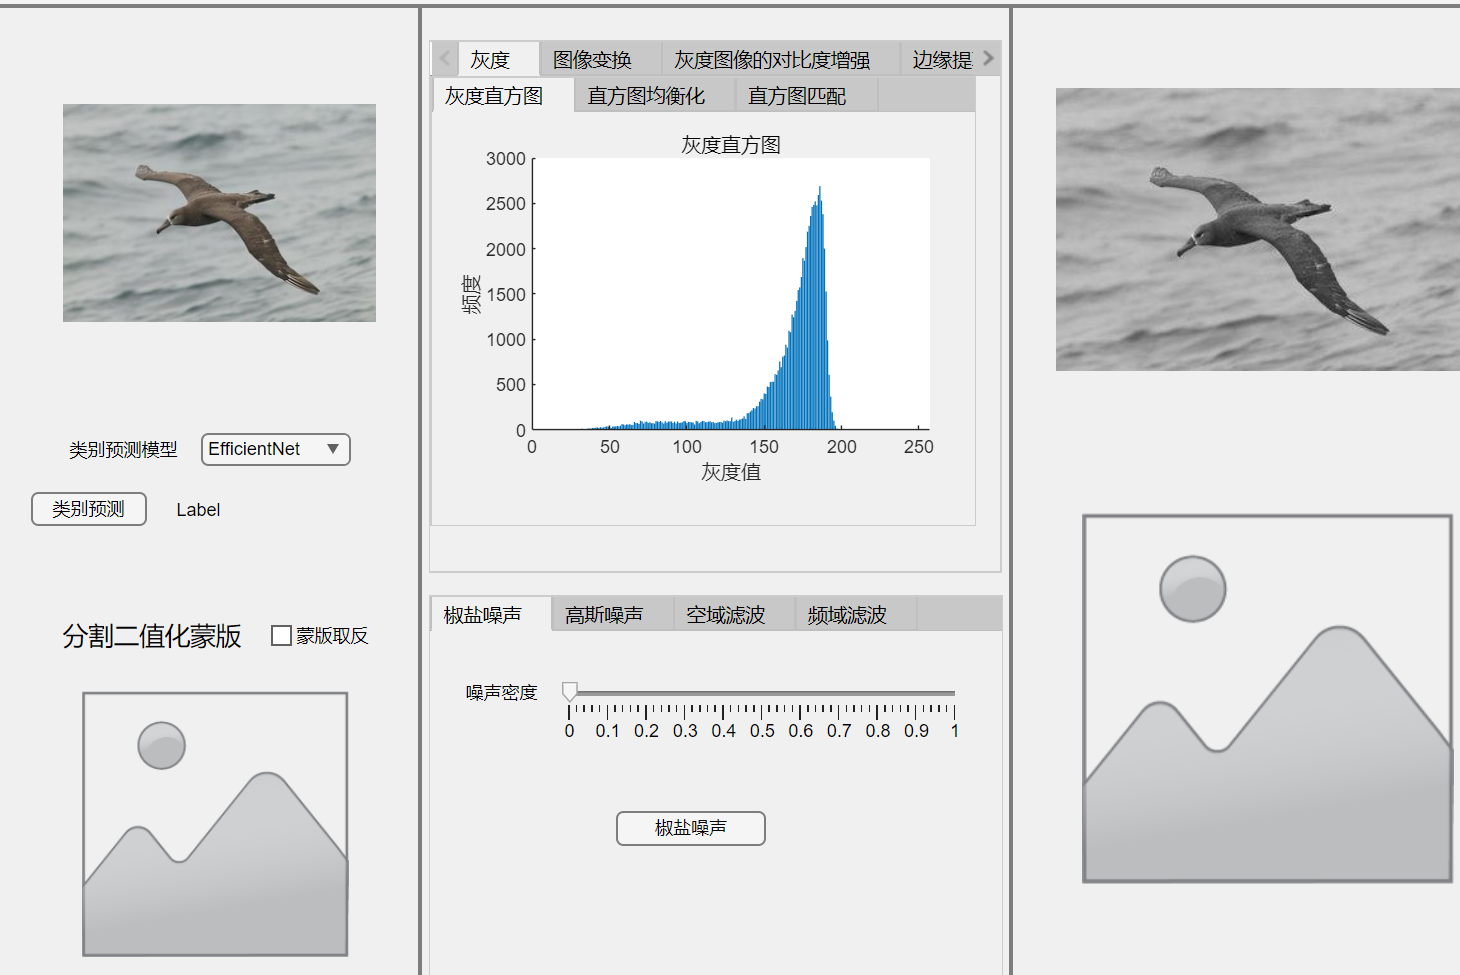 灰度 图像变换 灰度图像的对比度增强 边缘提
灰度直方图 直方图均衡化 直方图匹配
灰度直方图
3000
2500
2000
1500
1000
500
0
频度
0 50 100 150 200 250
灰度值
类别预测模型 EfficientNet
类别预测 Label
分割二值化蒙版 蒙版取反
椒盐噪声 高斯噪声 空域滤波 频域滤波
噪声密度
0 0.1 0.2 0.3 0.4 0.5 0.6 0.7 0.8 0.9 1
椒盐噪声